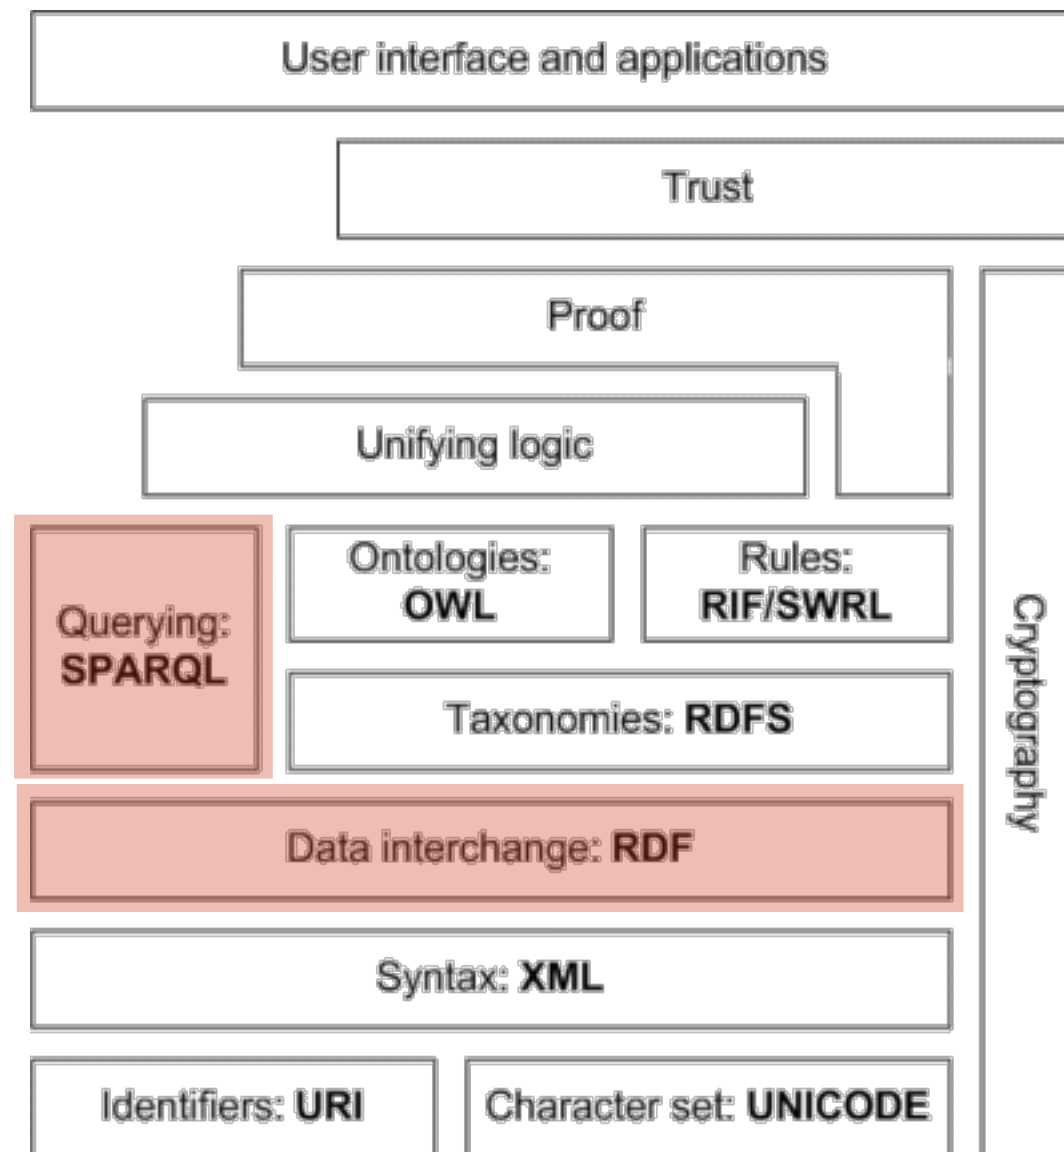 User interface and applications
Trust
Proof
Unifying logic
Querying:
SPARQL
Ontologies:
OWL
Rules:
RIF/SWRL
Taxonomies: RDFS
Cryptography
Data interchange: RDF
Syntax: XML
Identifiers: URI
Character set: UNICODE